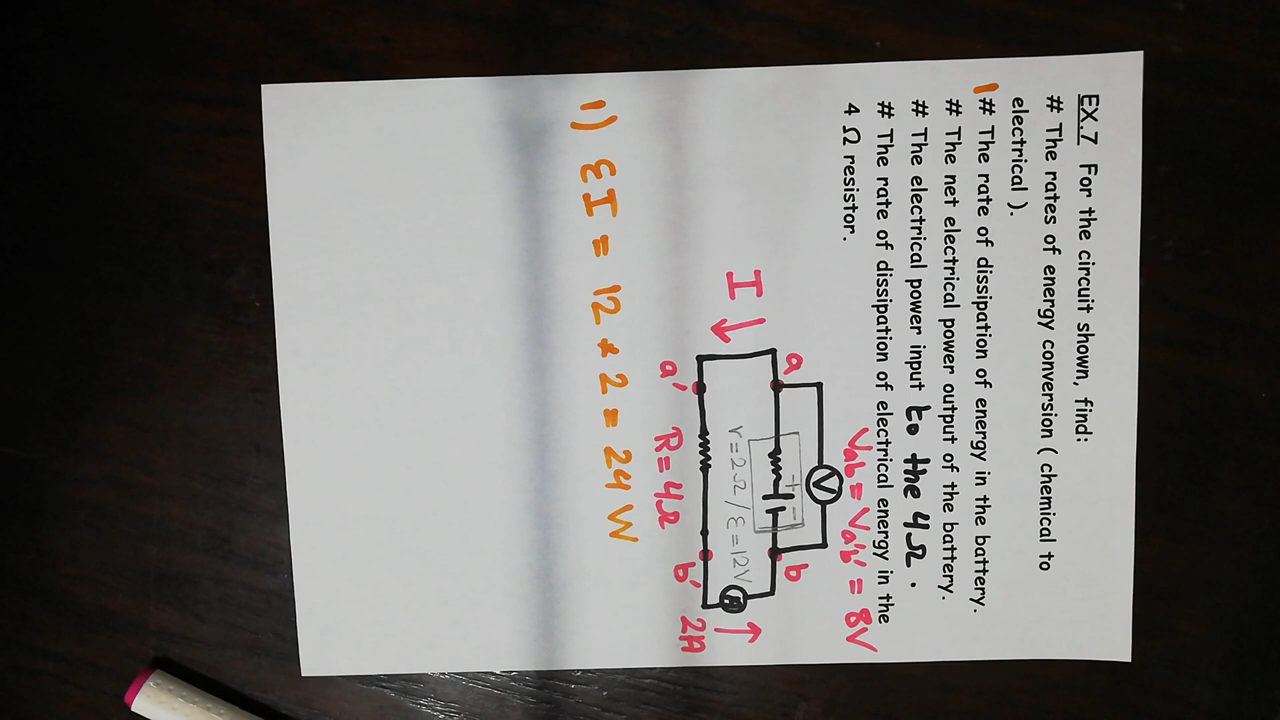 EX.7 For the circuit shown, find:
# The rates of energy conversion ( chemical to
electrical ).
1 # The rate of dissipation of energy in the battery.
# The net electrical power output of the battery.
# The electrical power input to the 4Ω.
# The rate of dissipation of electrical energy in the
4 Ω resistor.
Vab = Va'b' = 8V
V
a
b
+ -
I
r=2Ω / ε=12V
A
a'
b'
R=4Ω
2A
1) εI = 12 * 2 = 24 W